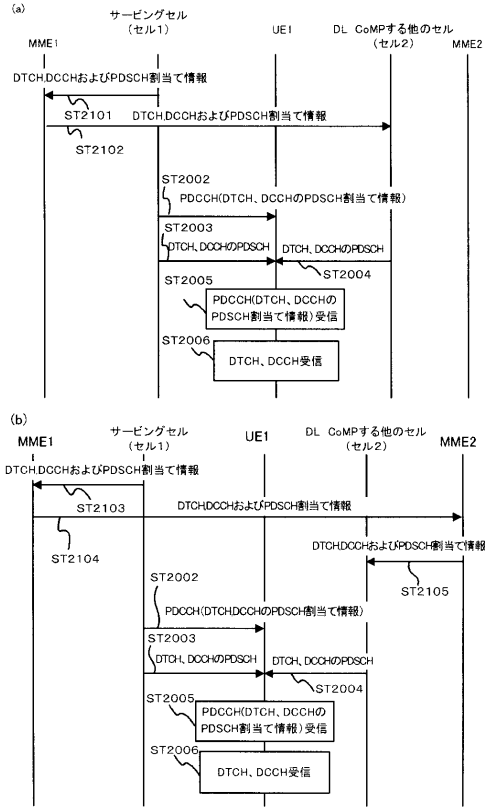 (a)
サービングセル
(セル1)
DL CoMPする他のセル
(セル2)
MME1
UE1
MME2
DTCH,DCCHおよびPDSCH割当て情報
ST2101
DTCH,DCCHおよびPDSCH割当て情報
ST2102
ST2002
PDCCH(DTCH、DCCHのPDSCH割当て情報)
ST2003
DTCH、DCCHのPDSCH
DTCH、DCCHのPDSCH
ST2004
ST2005
PDCCH(DTCH、DCCHの
PDSCH割当て情報)受信
ST2006
DTCH、DCCH受信
(b)
サービングセル
(セル1)
DL CoMPする他のセル
(セル2)
MME1
UE1
MME2
DTCH,DCCHおよびPDSCH割当て情報
ST2103
DTCH,DCCHおよびPDSCH割当て情報
ST2104
DTCH,DCCHおよびPDSCH割当て情報
ST2105
ST2002
PDCCH(DTCH,DCCHのPDSCH割当て情報)
ST2003
DTCH、DCCHのPDSCH
DTCH、DCCHのPDSCH
ST2004
ST2005
PDCCH(DTCH、DCCHの
PDSCH割当て情報)受信
ST2006
DTCH、DCCH受信